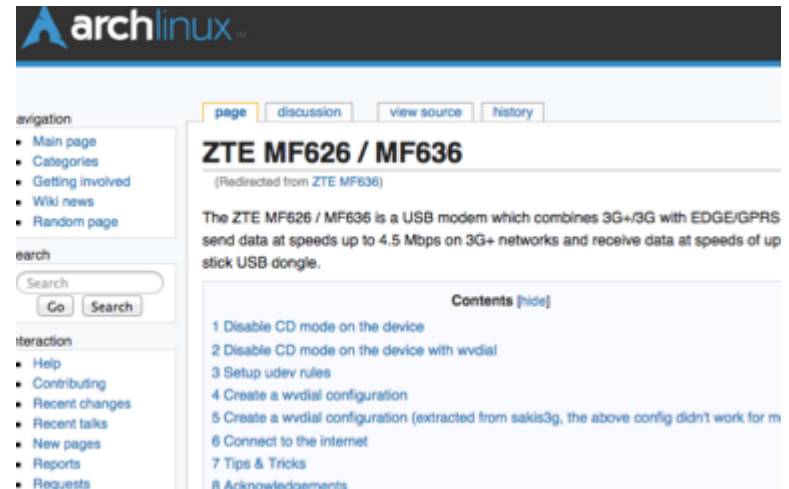 archlinux
page discussion view source history
avigation
Main page
Categories
Getting involved
Wiki news
Random page
earch
Search
Go Search
nteraction
Help
Contributing
Recent changes
Recent talks
New pages
Reports
Requests
ZTE MF626 / MF636
(Redirected from ZTE MF636)
The ZTE MF626 / MF636 is a USB modem which combines 3G+/3G with EDGE/GPRS
send data at speeds up to 4.5 Mbps on 3G+ networks and receive data at speeds of up
stick USB dongle.
Contents [hide]
1 Disable CD mode on the device
2 Disable CD mode on the device with wvdial
3 Setup udev rules
4 Create a wvdial configuration
5 Create a wvdial configuration (extracted from sakis3g, the above config didn't work for m
6 Connect to the internet
7 Tips & Tricks
8 Acknowledgements